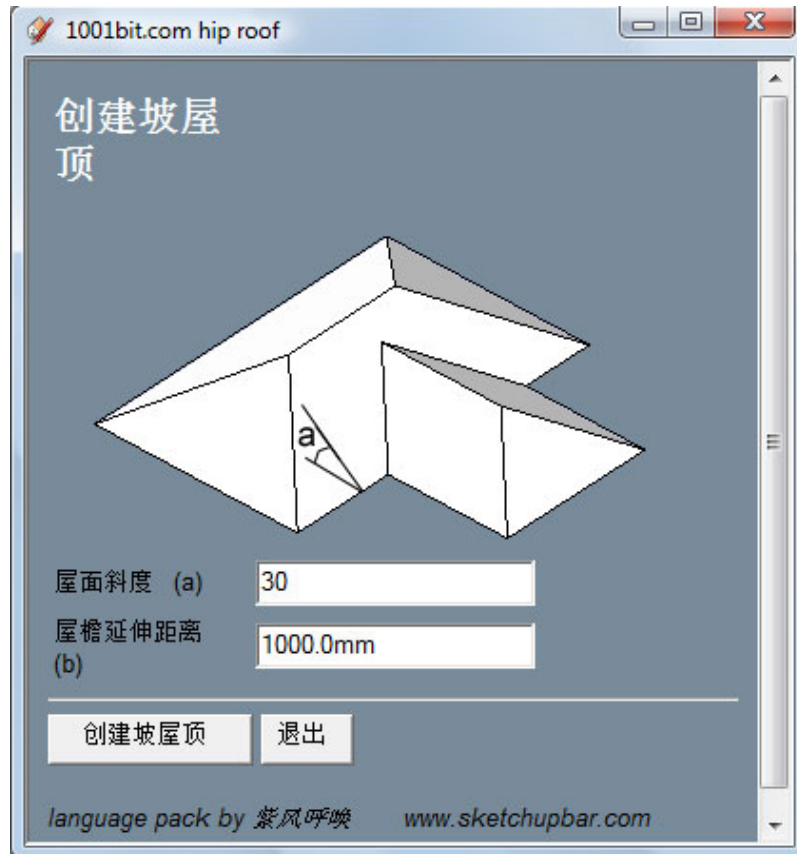 1001bit.com hip roof
创建坡屋
顶
a
屋面斜度 (a)
30
屋檐延伸距离
(b)
1000.0mm
创建坡屋顶
退出
language pack by 紫风呼唤 www.sketchupbar.com